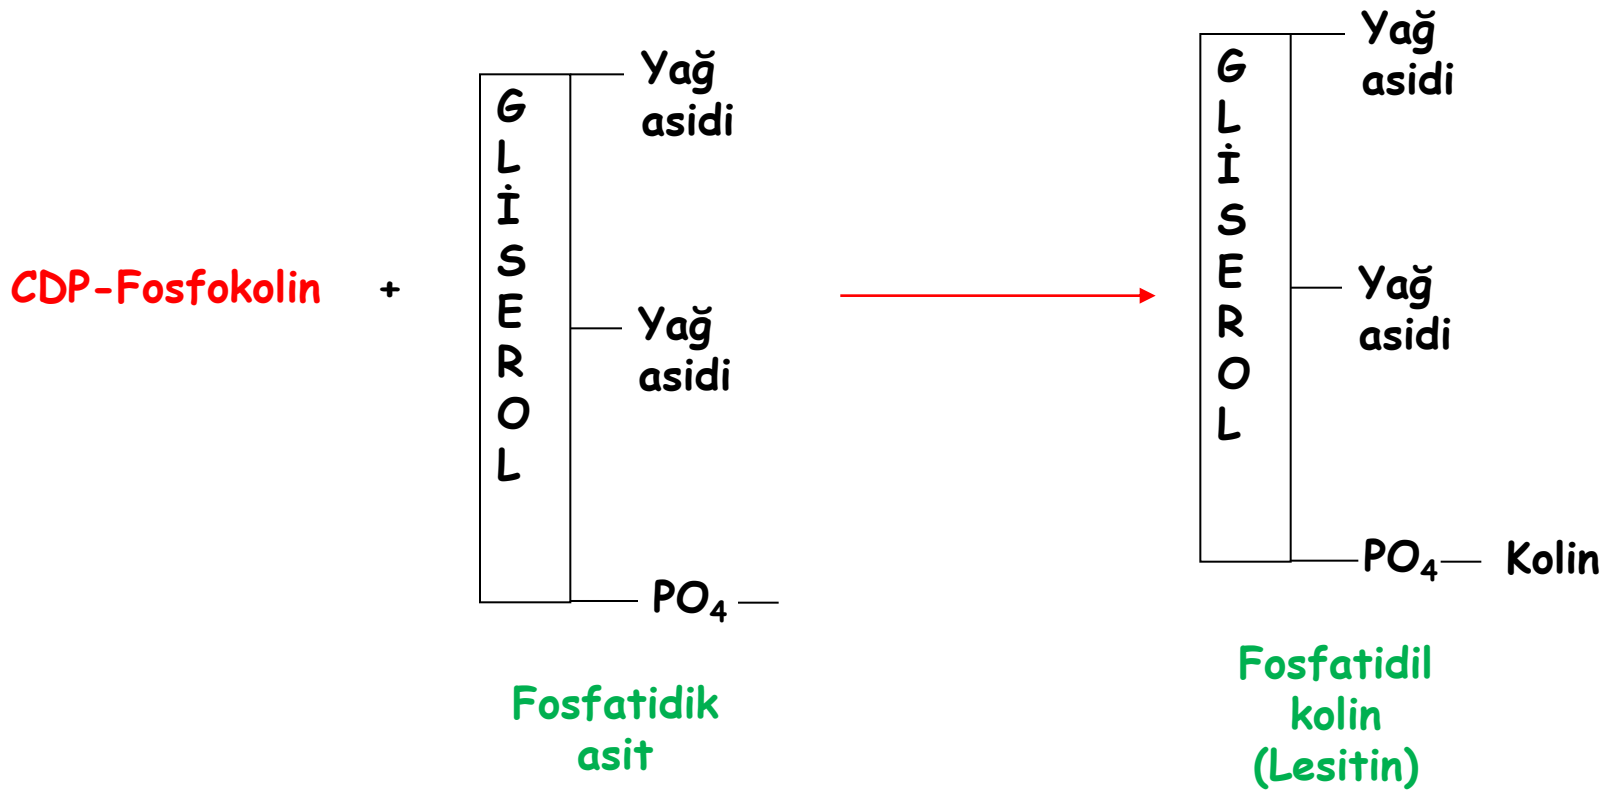 CDP-Fosfokolin
+
G
L
İ
S
E
R
O
L
Yağ
asidi
Yağ
asidi
PO₄
Fosfatidik
asit
G
L
İ
S
E
R
O
L
Yağ
asidi
Yağ
asidi
PO₄
Kolin
Fosfatidil
kolin
(Lesitin)